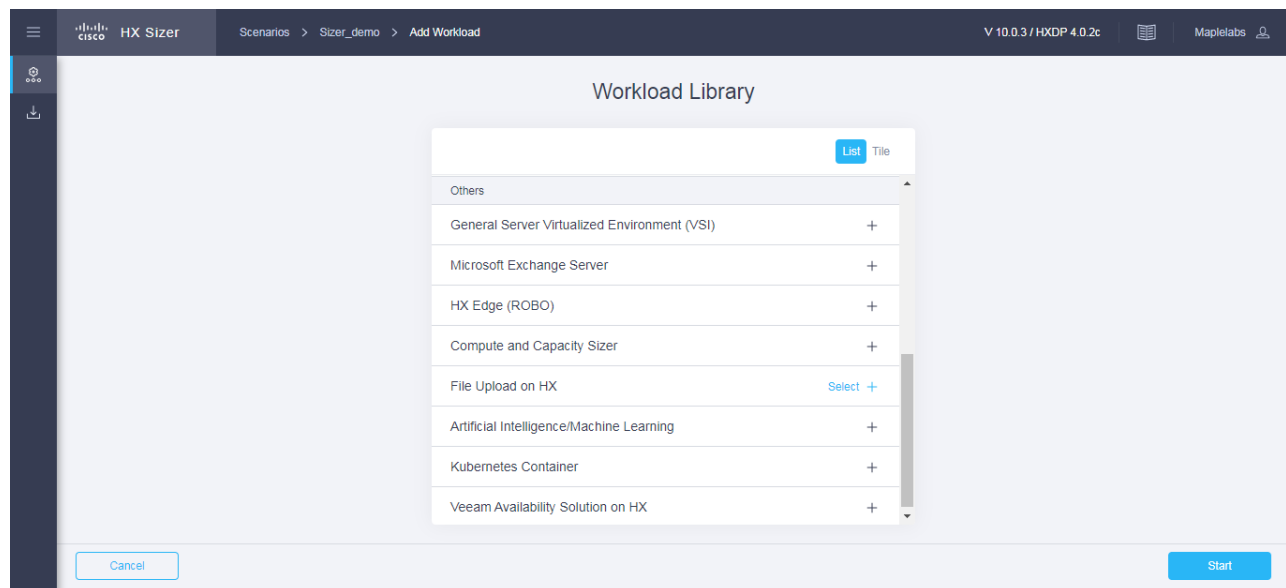 cisco HX Sizer Scenarios > Sizer_demo > Add Workload V 10.0.3 / HXDP 4.0.2c Maplelabs
Workload Library
List Tile
Others
General Server Virtualized Environment (VSI) +
Microsoft Exchange Server +
HX Edge (ROBO) +
Compute and Capacity Sizer +
File Upload on HX Select +
Artificial Intelligence/Machine Learning +
Kubernetes Container +
Veeam Availability Solution on HX +
Cancel Start